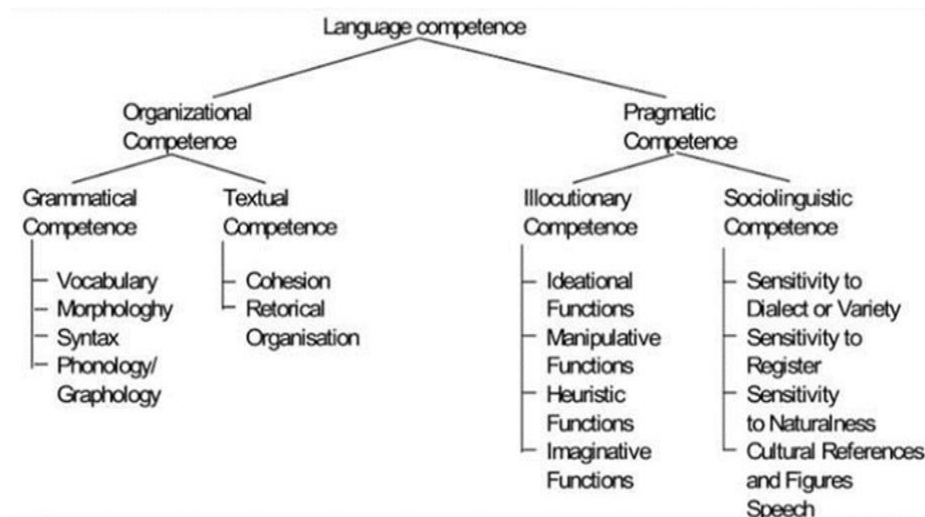 Language competence
Organizational
Competence
Pragmatic
Competence
Grammatical
Competence
Textual
Competence
Illocutionary
Competence
Sociolinguistic
Competence
Vocabulary
Morphologhy
Syntax
Phonology/
Graphology
Cohesion
Retorical
Organisation
Ideational
Functions
Manipulative
Functions
Heuristic
Functions
Imaginative
Functions
Sensitivity to
Dialect or Variety
Sensitivity to
Register
Sensitivity
to Naturalness
Cultural References
and Figures
Speech